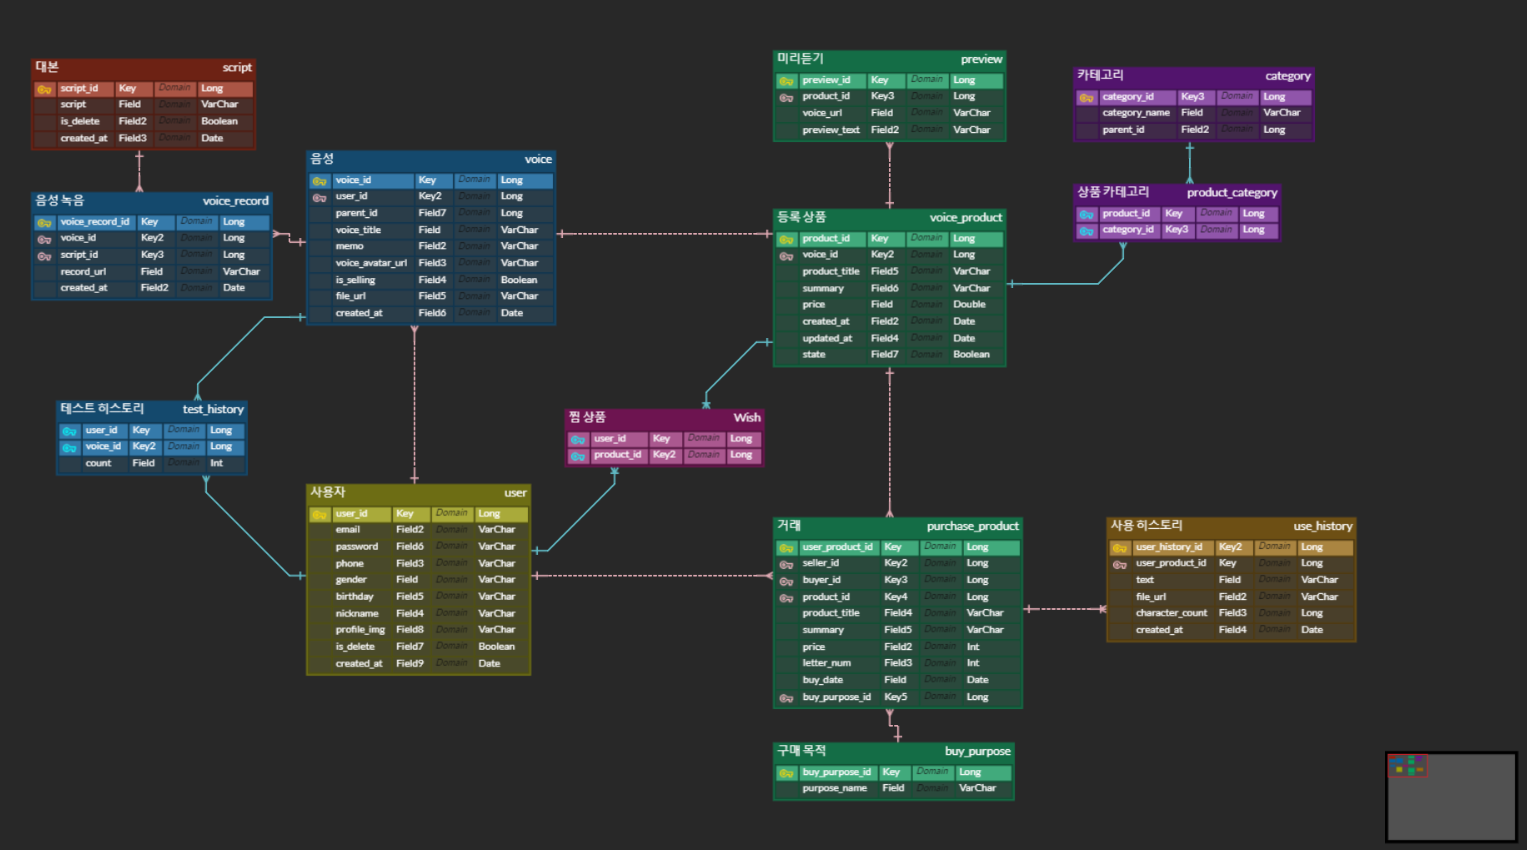 대본 script
script_id Key Domain Long
script Field Domain VarChar
is_delete Field2 Domain Boolean
created_at Field3 Domain Date
음성 녹음 voice_record
voice_record_id Key Domain Long
voice_id Key2 Domain Long
script_id Key3 Domain Long
record_url Field Domain VarChar
created_at Field2 Domain Date
음성 voice
voice_id Key Domain Long
user_id Key2 Domain Long
parent_id Field7 Domain Long
voice_title Field Domain VarChar
memo Field2 Domain VarChar
voice_avatar_url Field3 Domain VarChar
is_selling Field4 Domain Boolean
file_url Field5 Domain VarChar
created_at Field6 Domain Date
미리듣기 preview
preview_id Key Domain Long
product_id Key3 Domain Long
voice_url Field Domain VarChar
preview_text Field2 Domain VarChar
카테고리 category
category_id Key3 Domain Long
category_name Field Domain VarChar
parent_id Field2 Domain Long
상품 카테고리 product_category
product_id Key Domain Long
category_id Key3 Domain Long
등록 상품 voice_product
product_id Key Domain Long
voice_id Key2 Domain Long
product_title Field5 Domain VarChar
summary Field6 Domain VarChar
price Field Domain Double
created_at Field2 Domain Date
updated_at Field4 Domain Date
state Field7 Domain Boolean
테스트 히스토리 test_history
user_id Key Domain Long
voice_id Key2 Domain Long
count Field Domain Int
찜 상품 Wish
user_id Key Domain Long
product_id Key2 Domain Long
사용자 user
user_id Key Domain Long
email Field2 Domain VarChar
password Field6 Domain VarChar
phone Field3 Domain VarChar
gender Field Domain VarChar
birthday Field5 Domain VarChar
nickname Field4 Domain VarChar
profile_img Field8 Domain VarChar
is_delete Field7 Domain Boolean
created_at Field9 Domain Date
거래 purchase_product
user_product_id Key Domain Long
seller_id Key2 Domain Long
buyer_id Key3 Domain Long
product_id Key4 Domain Long
product_title Field4 Domain VarChar
summary Field5 Domain VarChar
price Field2 Domain Int
letter_num Field3 Domain Int
buy_date Field Domain Date
buy_purpose_id Key5 Domain Long
사용 히스토리 use_history
user_history_id Key2 Domain Long
user_product_id Key Domain Long
text Field Domain VarChar
file_url Field2 Domain VarChar
character_count Field3 Domain Long
created_at Field4 Domain Date
구매 목적 buy_purpose
buy_purpose_id Key Domain Long
purpose_name Field Domain VarChar